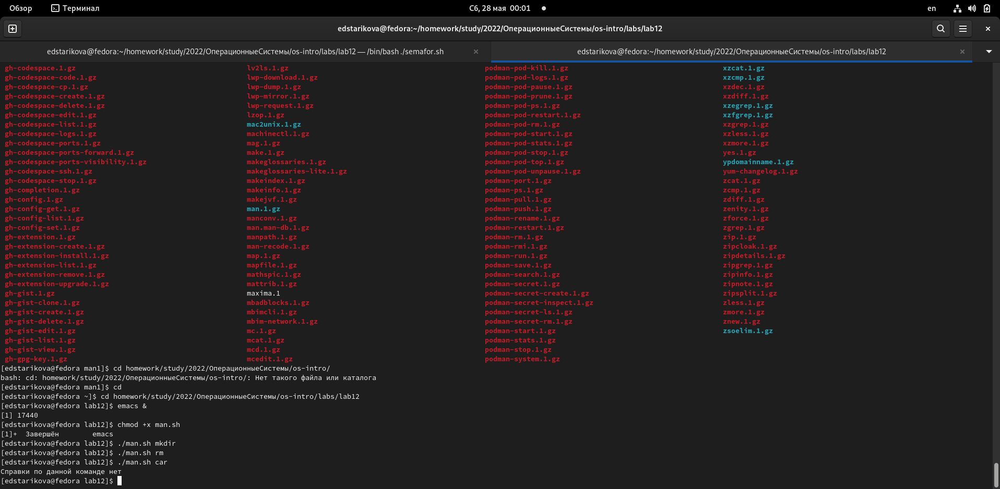 Обзор Терминал Сб, 28 мая 00:01 en
edstarikova@fedora:~/homework/study/2022/ОперационныеСистемы/os-intro/labs/lab12
edstarikova@fedora:~/homework/study/2022/ОперационныеСистемы/os-intro/labs/lab12 — /bin/bash ./semafor.sh edstarikova@fedora:~/homework/study/2022/ОперационныеСистемы/os-intro/labs/lab12
gh-codespace.1.gz lv2ls.1.gz podman-pod-kill.1.gz xzcat.1.gz
gh-codespace-code.1.gz lwp-download.1.gz podman-pod-logs.1.gz xzcmp.1.gz
gh-codespace-cp.1.gz lwp-dump.1.gz podman-pod-pause.1.gz xzdec.1.gz
gh-codespace-create.1.gz lwp-mirror.1.gz podman-pod-prune.1.gz xzdiff.1.gz
gh-codespace-delete.1.gz lwp-request.1.gz podman-pod-ps.1.gz xzegrep.1.gz
gh-codespace-edit.1.gz lzop.1.gz podman-pod-restart.1.gz xzfgrep.1.gz
gh-codespace-list.1.gz mac2unix.1.gz podman-pod-rm.1.gz xzgrep.1.gz
gh-codespace-logs.1.gz machinectl.1.gz podman-pod-start.1.gz xzless.1.gz
gh-codespace-ports.1.gz mag.1.gz podman-pod-stats.1.gz xzmore.1.gz
gh-codespace-ports-forward.1.gz make.1.gz podman-pod-stop.1.gz yes.1.gz
gh-codespace-ports-visibility.1.gz makeglossaries.1.gz podman-pod-top.1.gz ypdomainname.1.gz
gh-codespace-ssh.1.gz makeglossaries-lite.1.gz podman-pod-unpause.1.gz yum-changelog.1.gz
gh-codespace-stop.1.gz makeindex.1.gz podman-port.1.gz zcat.1.gz
gh-completion.1.gz makeinfo.1.gz podman-ps.1.gz zcmp.1.gz
gh-config.1.gz makejvf.1.gz podman-pull.1.gz zdiff.1.gz
gh-config-get.1.gz man.1.gz podman-push.1.gz zenity.1.gz
gh-config-list.1.gz manconv.1.gz podman-rename.1.gz zforce.1.gz
gh-config-set.1.gz man.man-db.1.gz podman-restart.1.gz zgrep.1.gz
gh-extension.1.gz manpath.1.gz podman-rm.1.gz zip.1.gz
gh-extension-create.1.gz man-recode.1.gz podman-rmi.1.gz zipcloak.1.gz
gh-extension-install.1.gz map.1.gz podman-run.1.gz zipdetails.1.gz
gh-extension-list.1.gz mapfile.1.gz podman-save.1.gz zipgrep.1.gz
gh-extension-remove.1.gz mathspic.1.gz podman-search.1.gz zipinfo.1.gz
gh-extension-upgrade.1.gz mattrib.1.gz podman-secret.1.gz zipnote.1.gz
gh-gist.1.gz maxima.1 podman-secret-create.1.gz zipsplit.1.gz
gh-gist-clone.1.gz mbadblocks.1.gz podman-secret-inspect.1.gz zless.1.gz
gh-gist-create.1.gz mbimcli.1.gz podman-secret-ls.1.gz zmore.1.gz
gh-gist-delete.1.gz mbim-network.1.gz podman-secret-rm.1.gz znew.1.gz
gh-gist-edit.1.gz mc.1.gz podman-start.1.gz zsoelim.1.gz
gh-gist-list.1.gz mcat.1.gz podman-stats.1.gz
gh-gist-view.1.gz mcd.1.gz podman-stop.1.gz
gh-gpg-key.1.gz mcedit.1.gz podman-system.1.gz
[edstarikova@fedora man1]$ cd homework/study/2022/ОперационныеСистемы/os-intro/
bash: cd: homework/study/2022/ОперационныеСистемы/os-intro/: Нет такого файла или каталога
[edstarikova@fedora man1]$ cd
[edstarikova@fedora ~]$ cd homework/study/2022/ОперационныеСистемы/os-intro/labs/lab12
[edstarikova@fedora lab12]$ emacs &
[1] 17440
[edstarikova@fedora lab12]$ chmod +x man.sh
[1]+  Завершён        emacs
[edstarikova@fedora lab12]$ ./man.sh mkdir
[edstarikova@fedora lab12]$ ./man.sh rm
[edstarikova@fedora lab12]$ ./man.sh car
Справки по данной команде нет
[edstarikova@fedora lab12]$